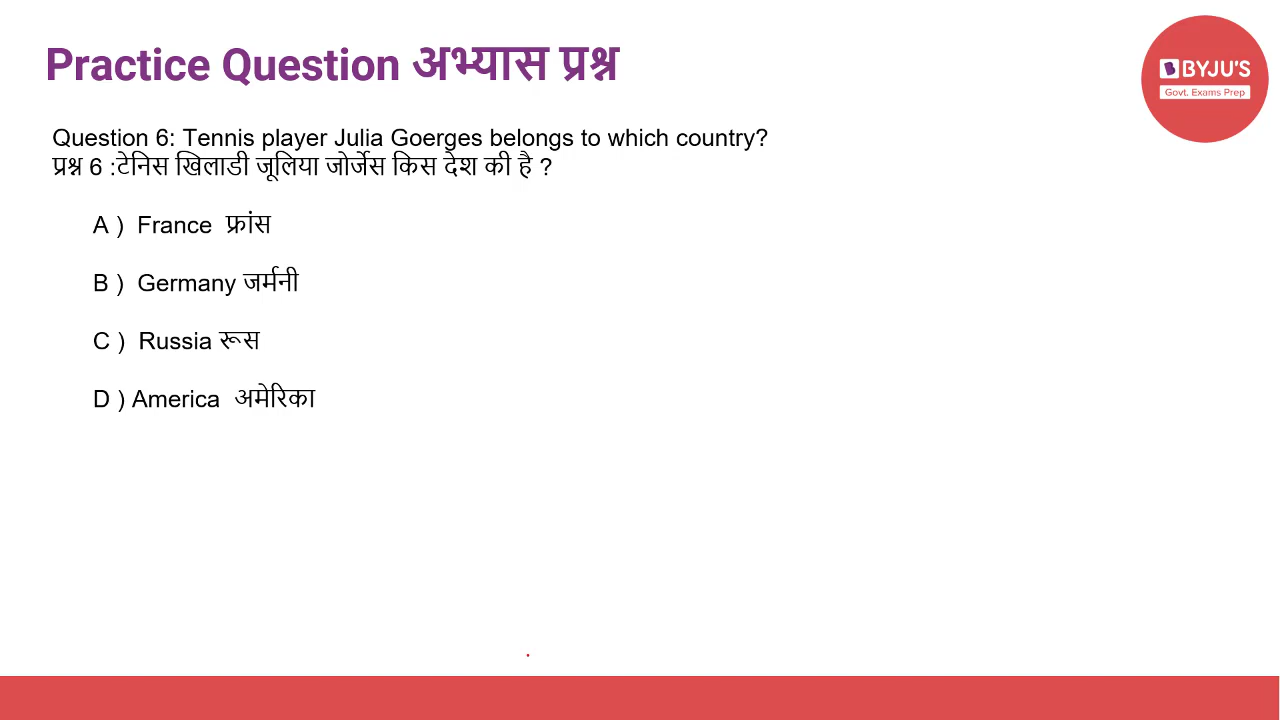 Practice Question अभ्यास प्रश्न
BYJU'S
Govt. Exams Prep
Question 6: Tennis player Julia Goerges belongs to which country?
प्रश्न 6 :टेनिस खिलाडी जूलिया जोर्जेस किस देश की है ?
A ) France फ्रांस
B ) Germany जर्मनी
C ) Russia रूस
D ) America अमेरिका